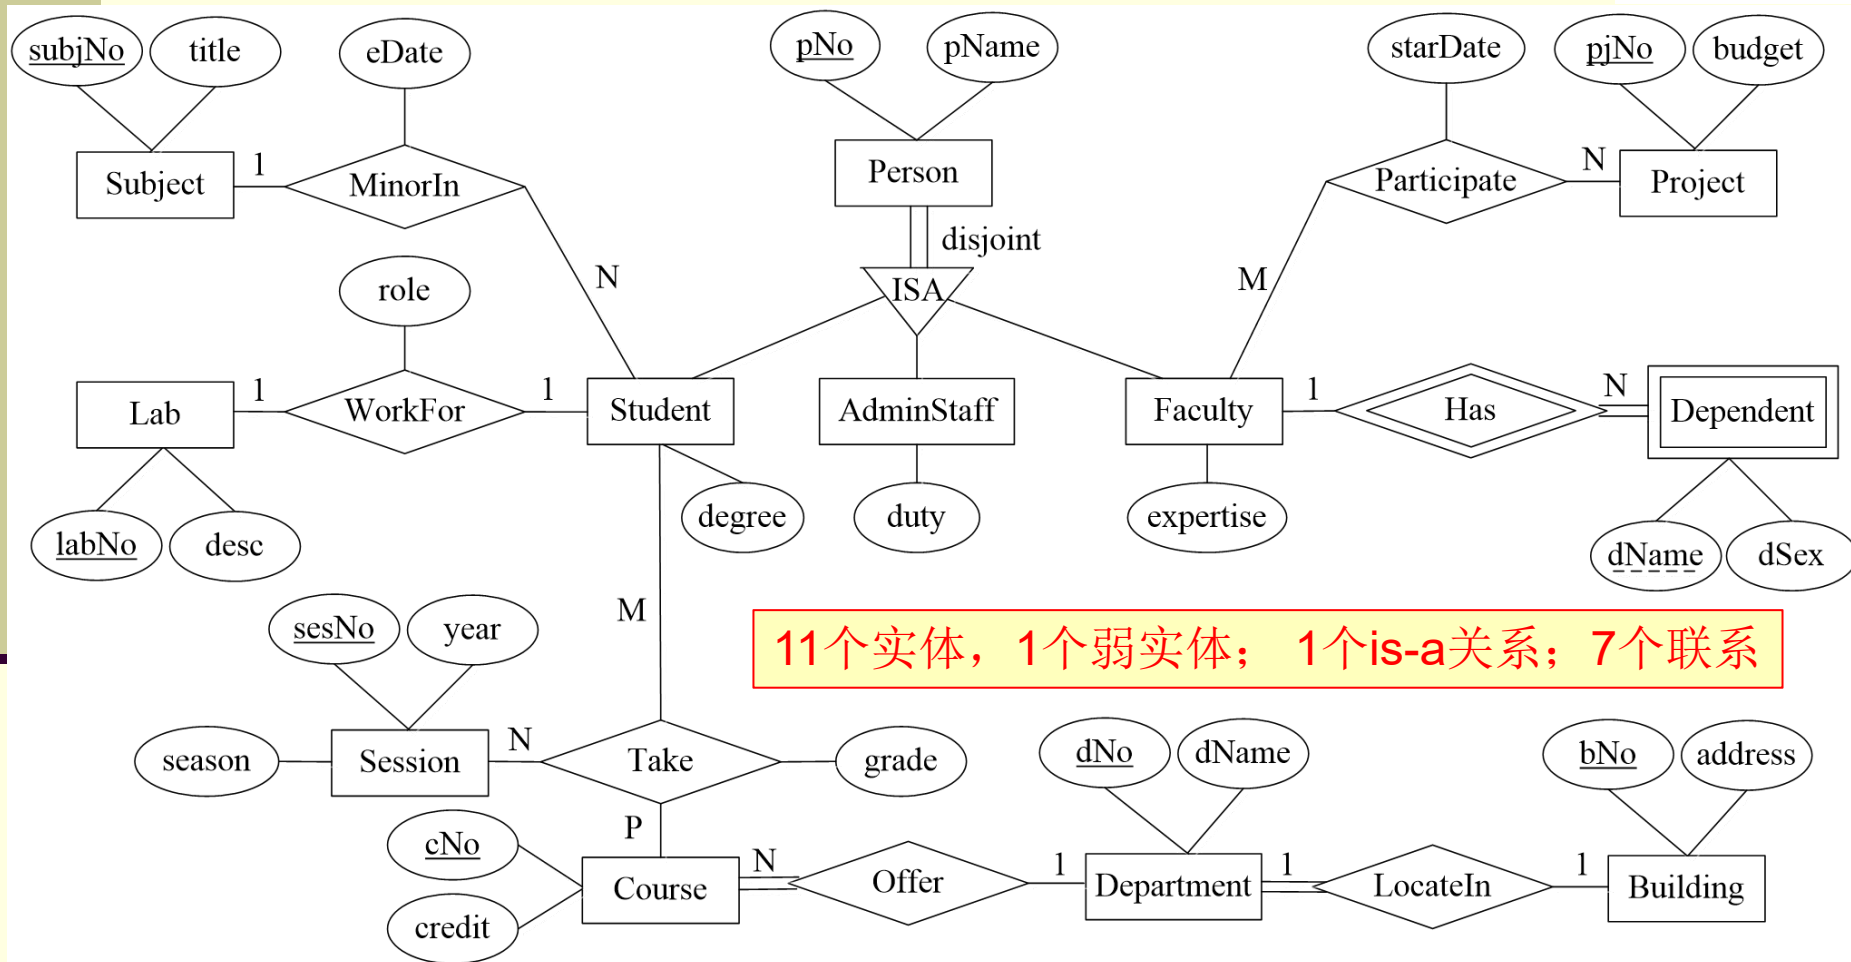 subjNo title eDate pNo pName starDate pjNo budget
Subject 1 MinorIn Person Participate N Project
disjoint
N ISA M
role
Lab 1 WorkFor 1 Student AdminStaff Faculty 1 Has N Dependent
labNo desc degree duty expertise dName dSex
M
sesNo year
11个实体，1个弱实体； 1个is-a关系；7个联系
season Session N Take grade dNo dName bNo address
P
cNo
Course N Offer 1 Department 1 LocateIn 1 Building
credit